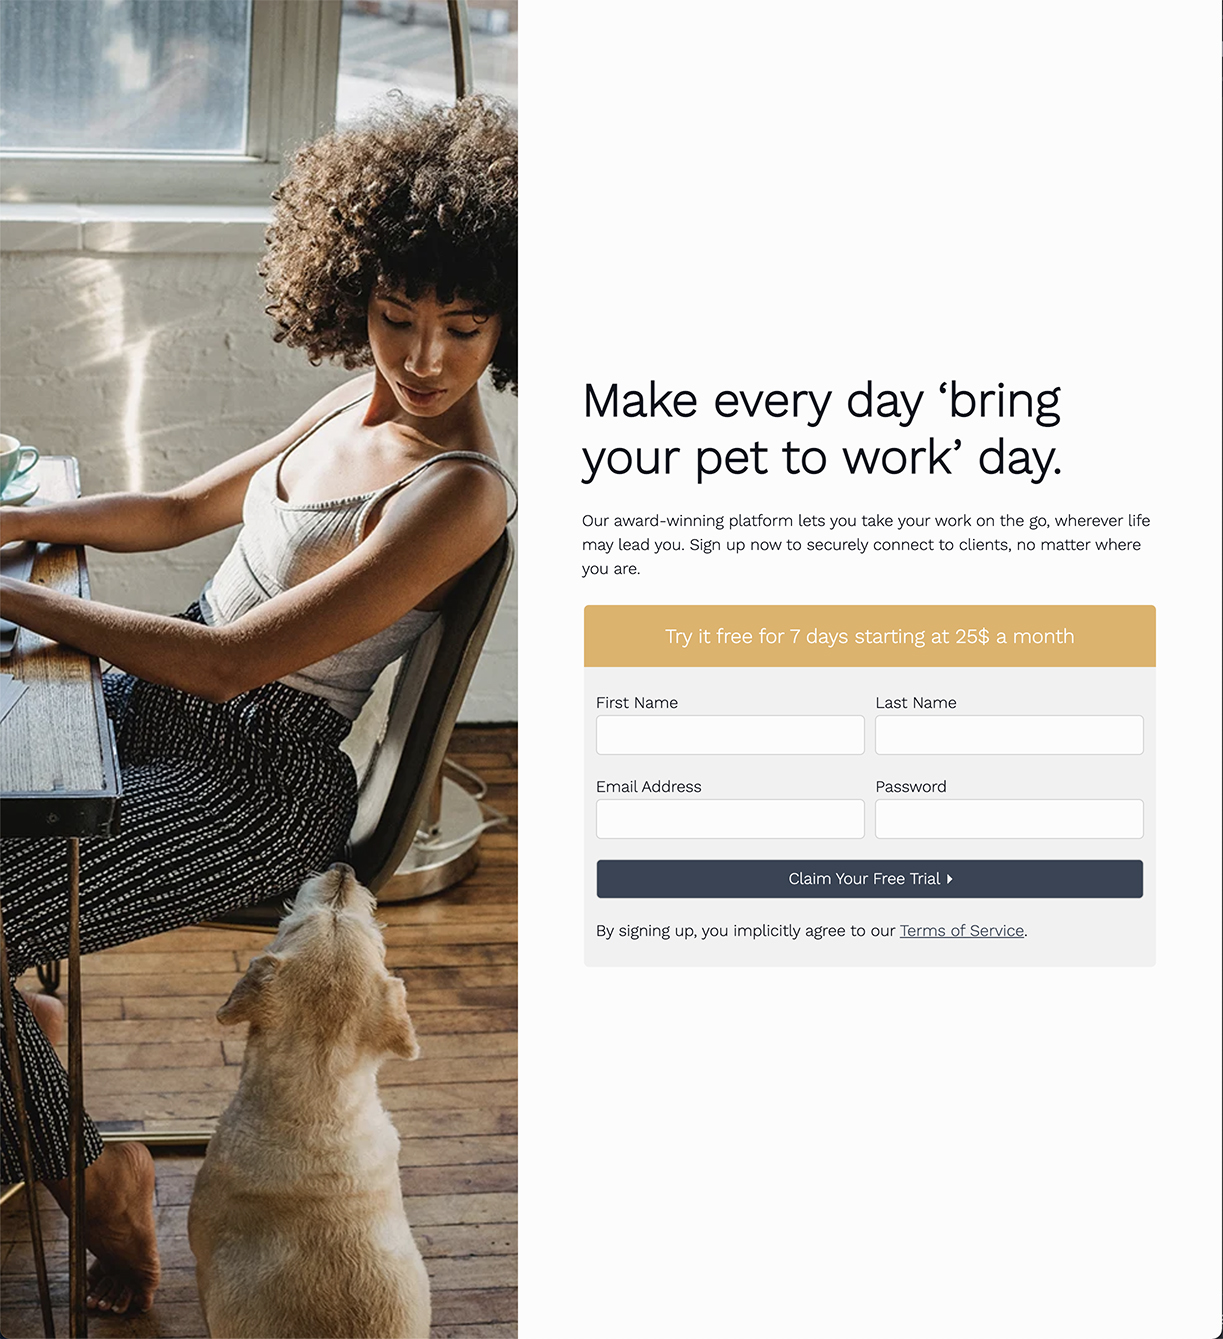 Make every day ‘bring
your pet to work’ day.
Our award-winning platform lets you take your work on the go, wherever life
may lead you. Sign up now to securely connect to clients, no matter where
you are.
Try it free for 7 days starting at 25$ a month
First Name
Last Name
Email Address
Password
Claim Your Free Trial
By signing up, you implicitly agree to our Terms of Service.